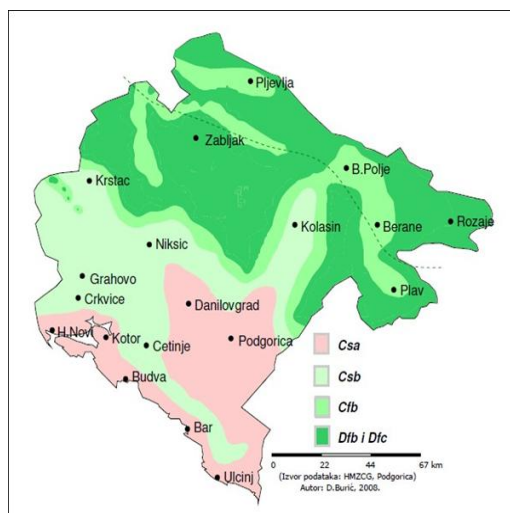 Pljevlja
Zabljak
B.Polje
Krstac
Kolasin
Berane
Rozaje
Niksic
Grahovo
Crkvice
Danilovgrad
Plav
H.Novi
Kotor
Cetinje
Podgorica
Budva
Bar
Ulcinj
Csa
Csb
Cfb
Dfb i Dfc
0 22 44 67 km
(Izvor podataka: HMZCG, Podgorica)
Autor: D.Burić, 2008.